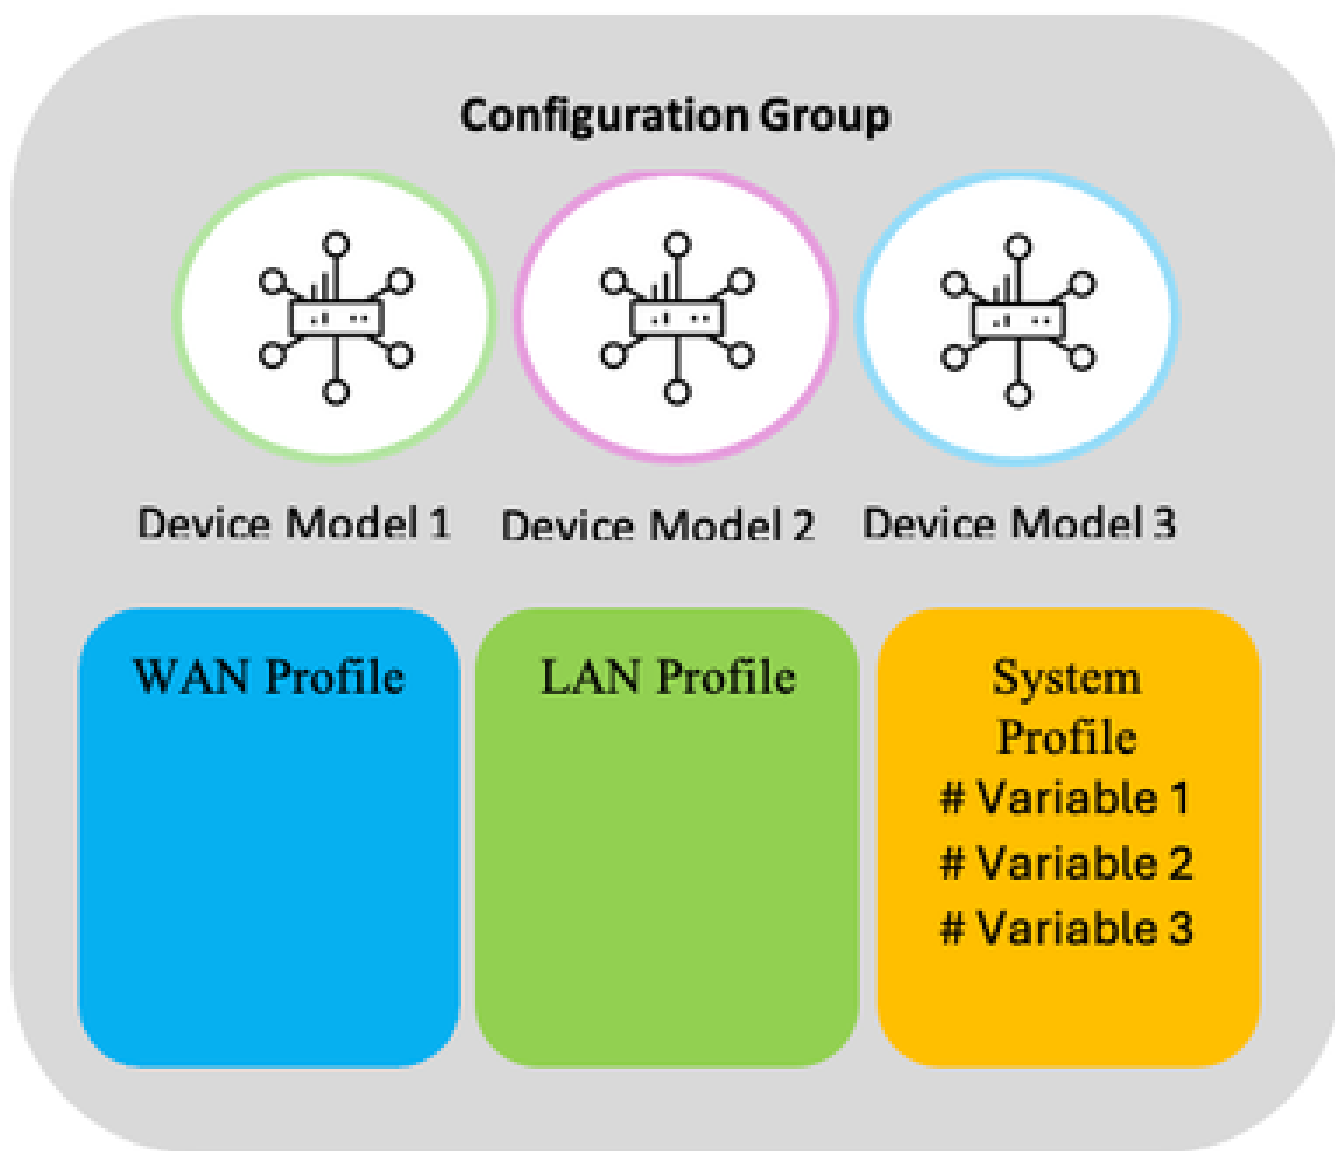 Configuration Group
Device Model 1 Device Model 2 Device Model 3
WAN Profile
LAN Profile
System
Profile
# Variable 1
# Variable 2
# Variable 3